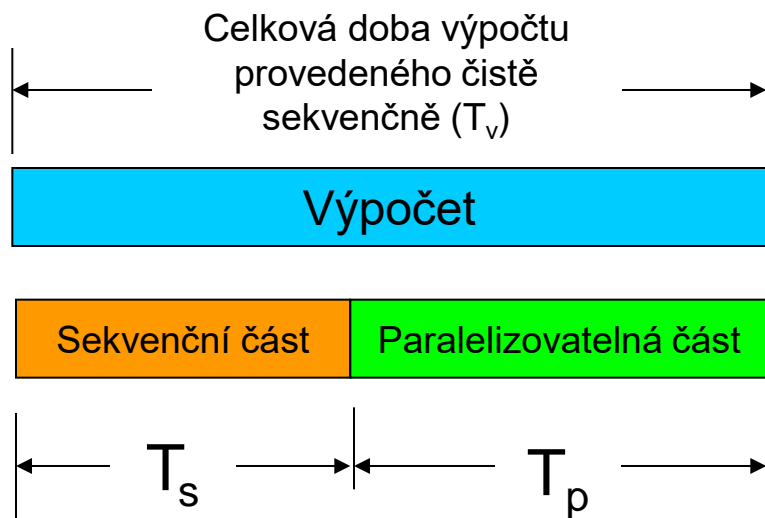 Celková doba výpočtu
provedeného čistě
sekvenčně (Tv)
Výpočet
Sekvenční část
Paralelizovatelná část
Ts
Tp